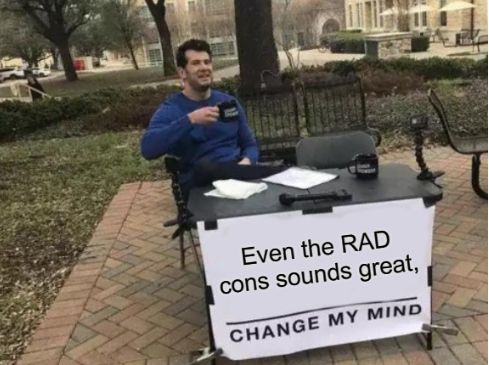 Even the RAD
cons sounds great,
CHANGE MY MIND